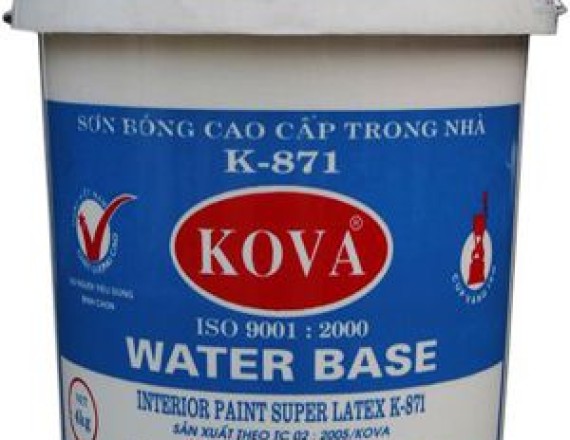 SƠN BÓNG CAO CẤP TRONG NHÀ
K-871
KOVA®
ISO 9001 : 2000
WATER BASE
INTERIOR PAINT SUPER LATEX K-871
NET
4kg
SẢN XUẤT THEO TC 02 : 2005/KOVA